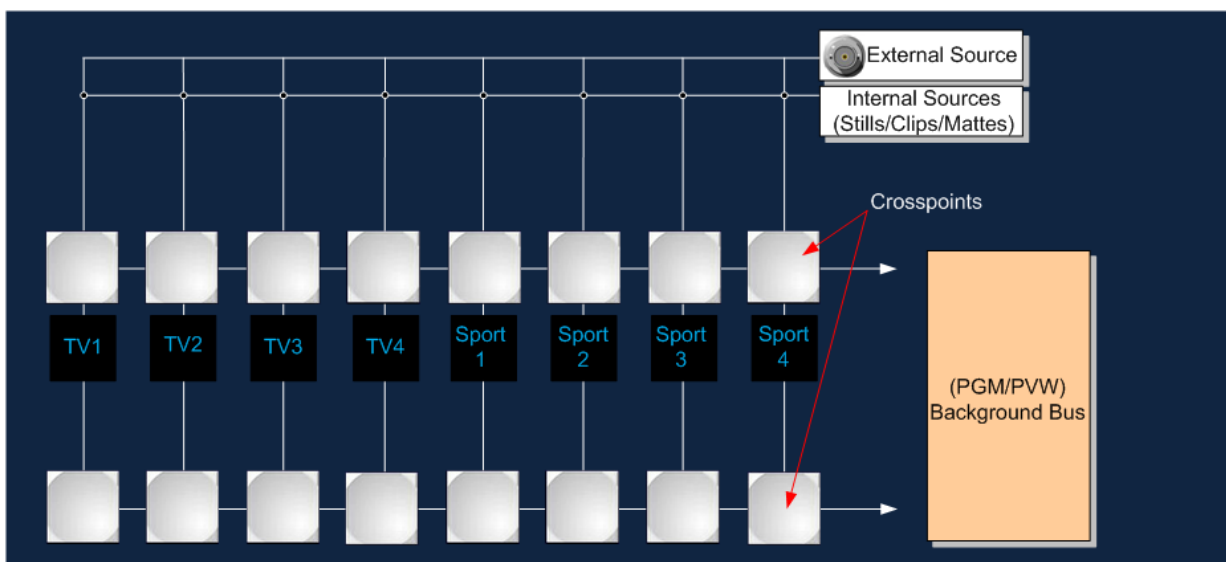 External Source
Internal Sources
(Stills/Clips/Mattes)
Crosspoints
TV1
TV2
TV3
TV4
Sport
1
Sport
2
Sport
3
Sport
4
(PGM/PVW)
Background Bus